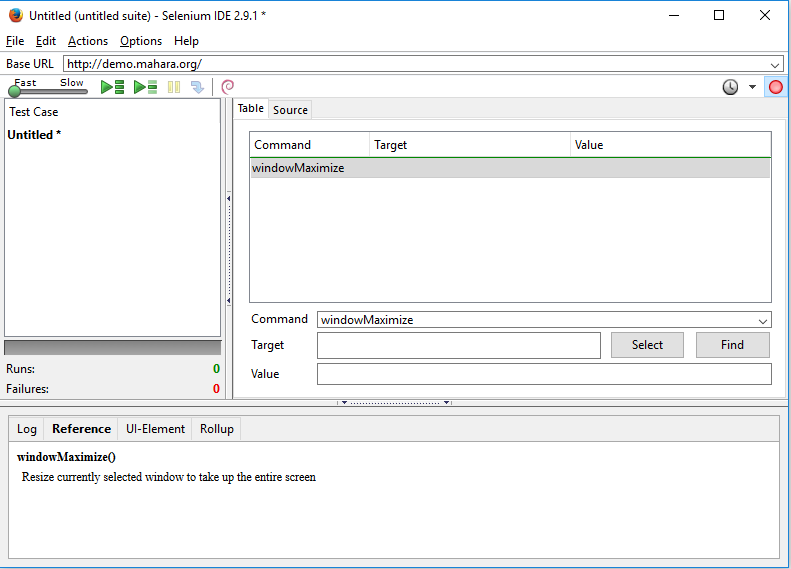 Untitled (untitled suite) - Selenium IDE 2.9.1 *
File Edit Actions Options Help
Base URL http://demo.mahara.org/
Fast Slow
Test Case
Untitled *
Runs: 0
Failures: 0
Table Source
Command Target Value
windowMaximize
Command windowMaximize
Target Select Find
Value
Log Reference UI-Element Rollup
windowMaximize()
Resize currently selected window to take up the entire screen